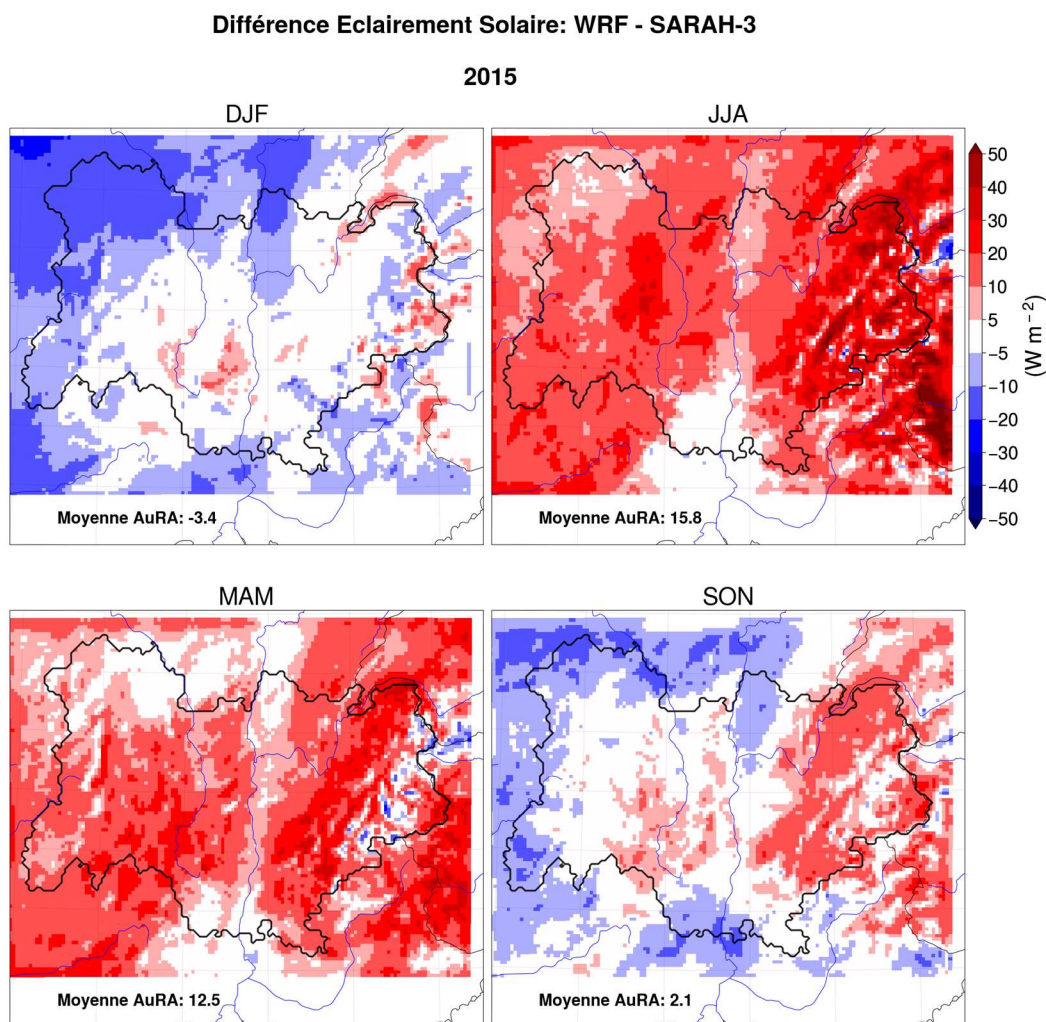 Différence Eclairement Solaire: WRF - SARAH-3
2015
DJF
JJA
Moyenne AuRA: -3.4
Moyenne AuRA: 15.8
50
40
30
20
10
5
−5
−10
−20
−30
−40
−50
(W m−2)
MAM
SON
Moyenne AuRA: 12.5
Moyenne AuRA: 2.1